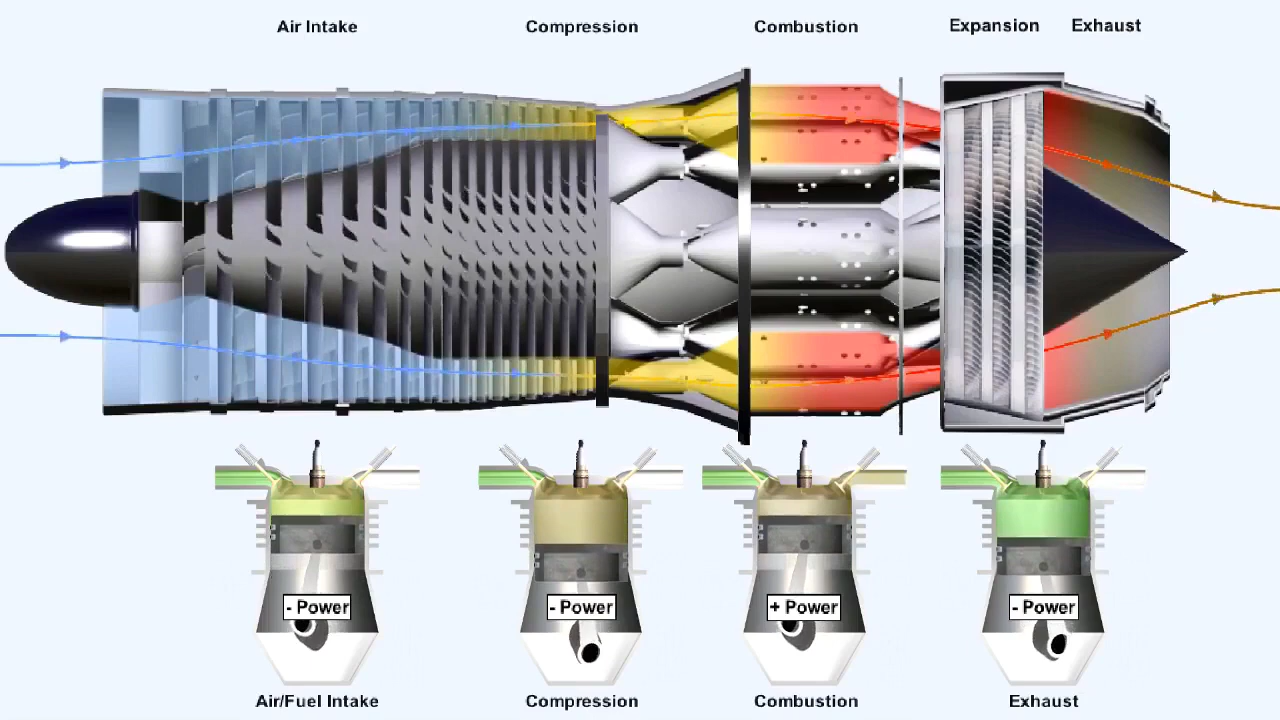 Air Intake
Compression
Combustion
Expansion
Exhaust
- Power
- Power
+ Power
- Power
Air/Fuel Intake
Compression
Combustion
Exhaust